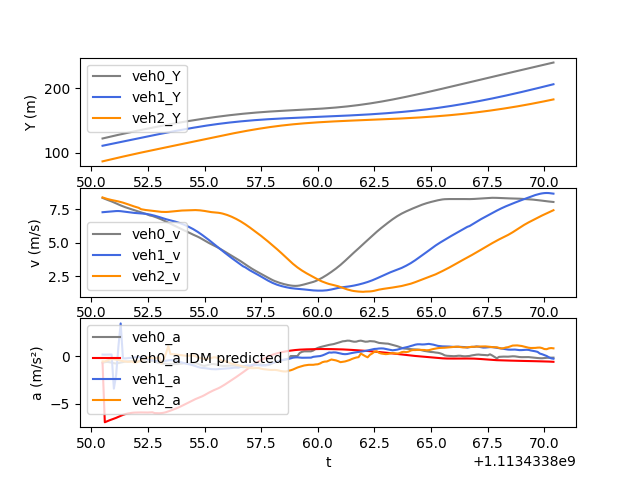 200
100
Y (m)
veh0_Y
veh1_Y
veh2_Y
50.0 52.5 55.0 57.5 60.0 62.5 65.0 67.5 70.0
7.5
5.0
2.5
v (m/s)
veh0_v
veh1_v
veh2_v
50.0 52.5 55.0 57.5 60.0 62.5 65.0 67.5 70.0
0
−5
a (m/s²)
veh0_a
veh0_a IDM predicted
veh1_a
veh2_a
50.0 52.5 55.0 57.5 60.0 62.5 65.0 67.5 70.0
t
+1.1134338e9